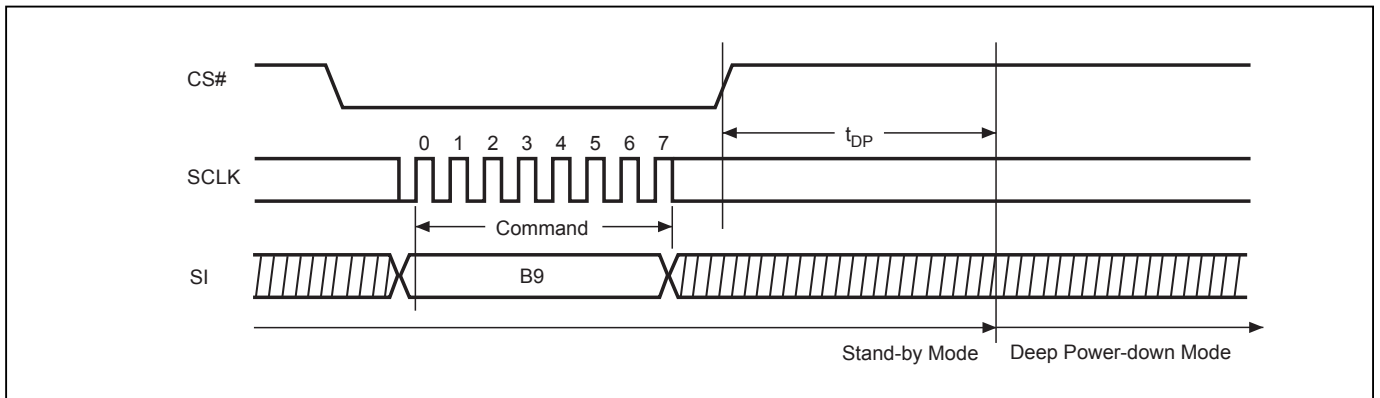 CS#
tDP
0 1 2 3 4 5 6 7
SCLK
Command
SI
B9
Stand-by Mode
Deep Power-down Mode